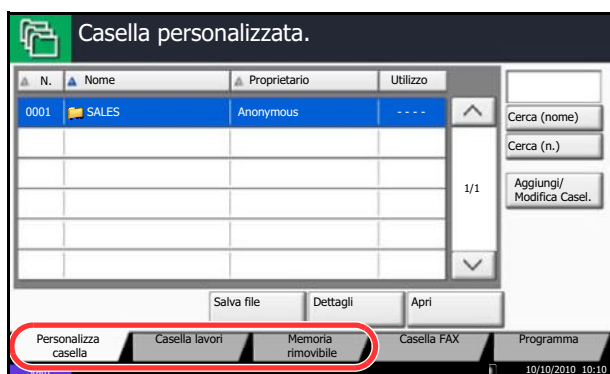 Casella personalizzata.
N. Nome Proprietario Utilizzo
0001 SALES Anonymous - - - -
Cerca (nome)
Cerca (n.)
1/1
Aggiungi/
Modifica Casel.
Salva file Dettagli Apri
Personalizza
casella
Casella lavori
Memoria
rimovibile
Casella FAX
Programma
10/10/2010 10:10